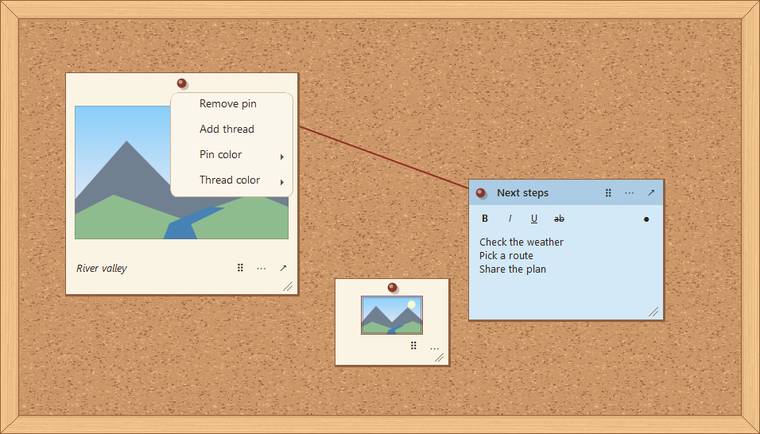 Remove pin
Add thread
Pin color
Thread color
River valley
Next steps
B I U ab
Check the weather
Pick a route
Share the plan